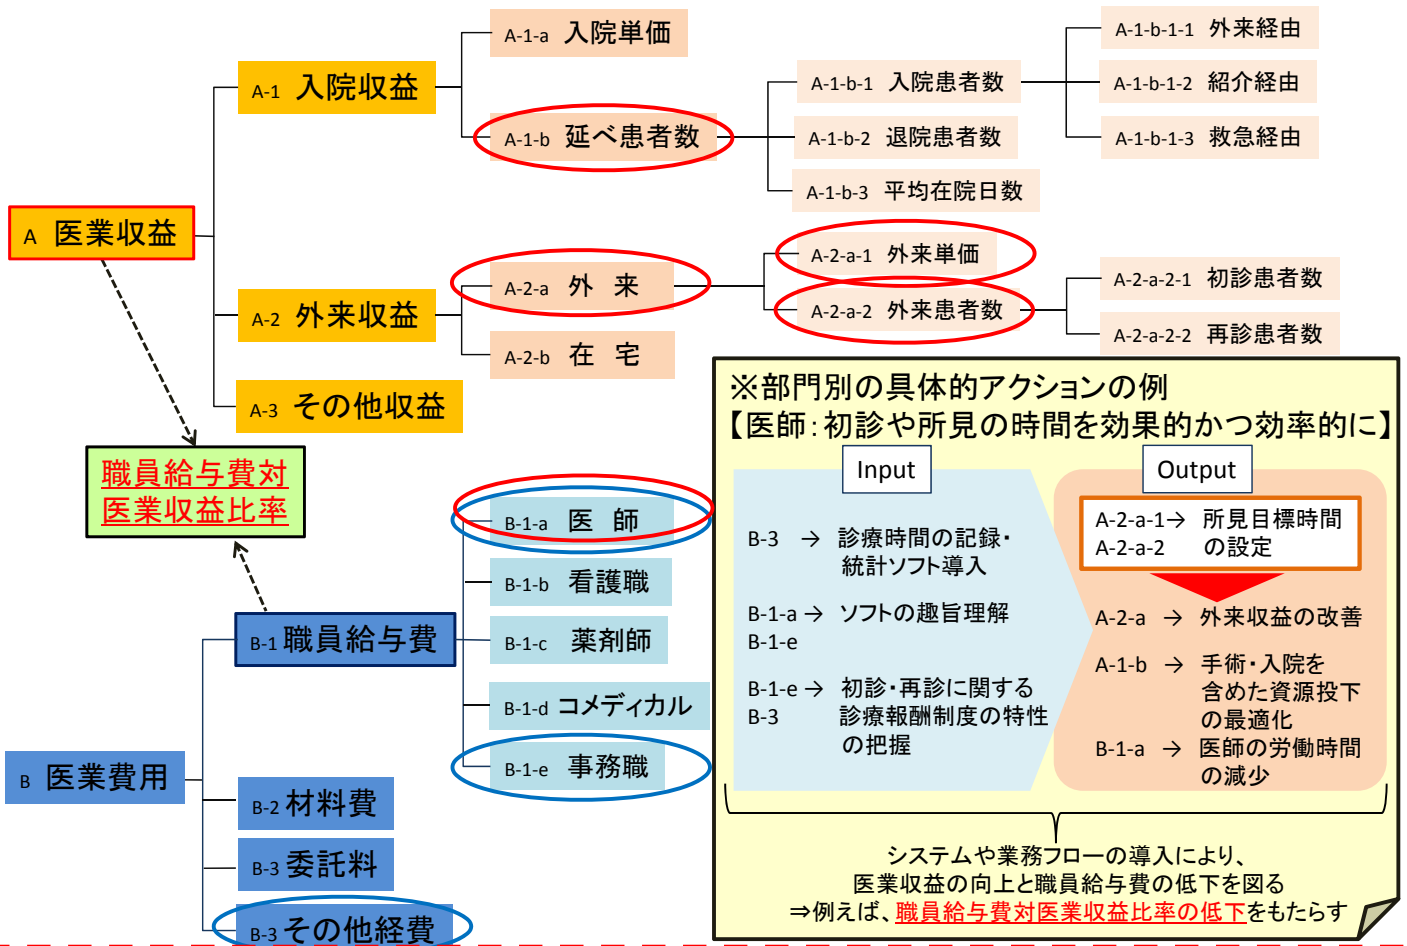 A 医業収益
A-1 入院収益
A-1-a 入院単価
A-1-b 延べ患者数
A-1-b-1 入院患者数
A-1-b-1-1 外来経由
A-1-b-1-2 紹介経由
A-1-b-1-3 救急経由
A-1-b-2 退院患者数
A-1-b-3 平均在院日数
A-2 外来収益
A-2-a 外 来
A-2-a-1 外来単価
A-2-a-2 外来患者数
A-2-a-2-1 初診患者数
A-2-a-2-2 再診患者数
A-2-b 在 宅
A-3 その他収益
職員給与費対
医業収益比率
B 医業費用
B-1 職員給与費
B-1-a 医 師
B-1-b 看護職
B-1-c 薬剤師
B-1-d コメディカル
B-1-e 事務職
B-2 材料費
B-3 委託料
B-3 その他経費
※部門別の具体的アクションの例
【医師：初診や所見の時間を効果的かつ効率的に】
Input
B-3 → 診療時間の記録・
統計ソフト導入
B-1-a → ソフトの趣旨理解
B-1-e
B-1-e → 初診・再診に関する
B-3 診療報酬制度の特性
の把握
Output
A-2-a-1→ 所見目標時間
A-2-a-2 の設定
A-2-a → 外来収益の改善
A-1-b → 手術・入院を
含めた資源投下
の最適化
B-1-a → 医師の労働時間
の減少
システムや業務フローの導入により、
医業収益の向上と職員給与費の低下を図る
⇒例えば、職員給与費対医業収益比率の低下をもたらす